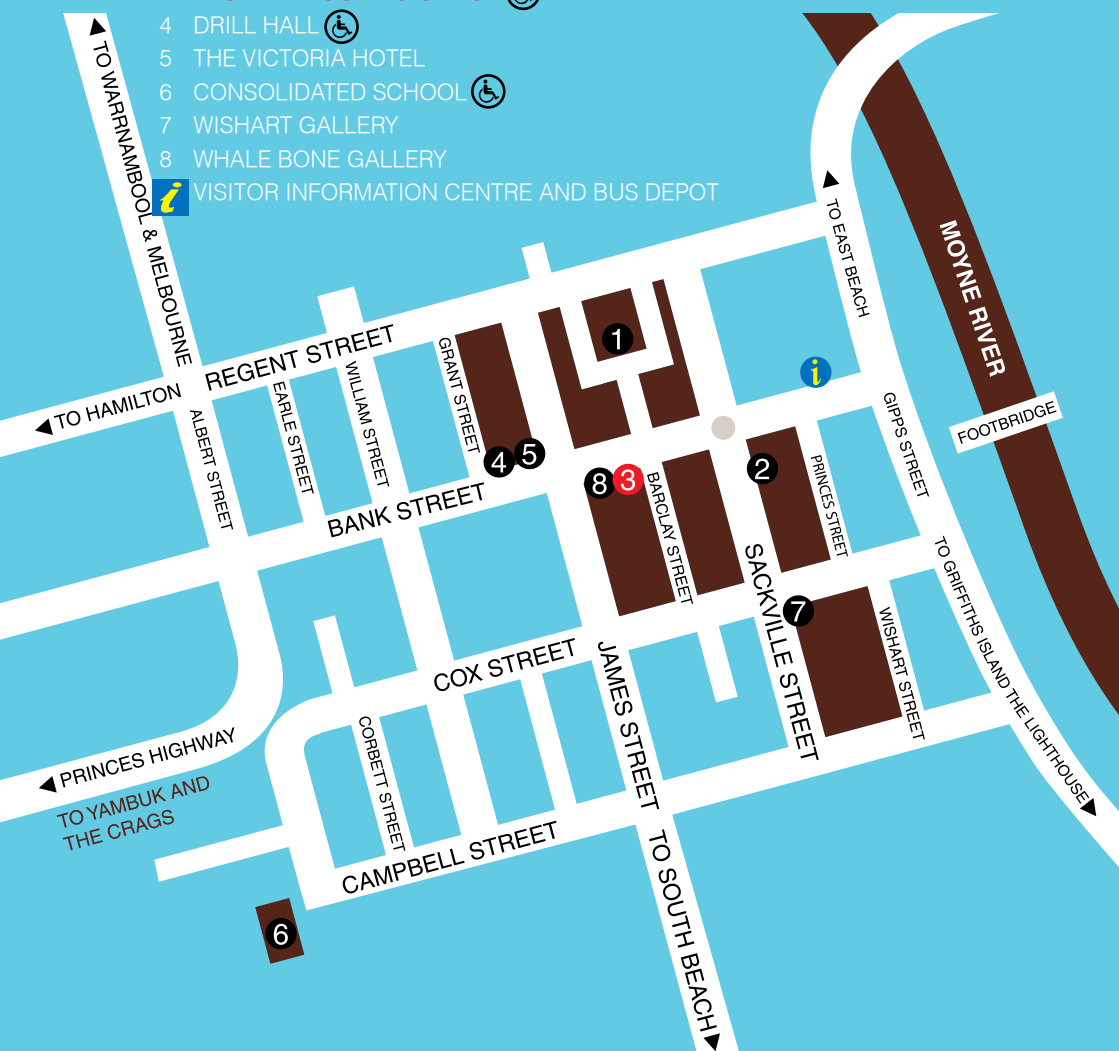 4 DRILL HALL
5 THE VICTORIA HOTEL
6 CONSOLIDATED SCHOOL
7 WISHART GALLERY
8 WHALE BONE GALLERY
i VISITOR INFORMATION CENTRE AND BUS DEPOT
TO WARRNAMBOOL & MELBOURNE
TO EAST BEACH
MOYNE RIVER
REGENT STREET
TO HAMILTON
GRANT STREET
1
i
EARLE STREET
WILLIAM STREET
ALBERT STREET
GIPPS STREET
FOOTBRIDGE
4
5
8
3
2
BARCLAY STREET
PRINCES STREET
BANK STREET
SACKVILLE STREET
TO GRIFFITHS ISLAND THE LIGHTHOUSE
7
WISHART STREET
COX STREET
JAMES STREET
PRINCES HIGHWAY
TO YAMBUK AND
THE CRAGS
CORBETT STREET
CAMPBELL STREET
TO SOUTH BEACH
6